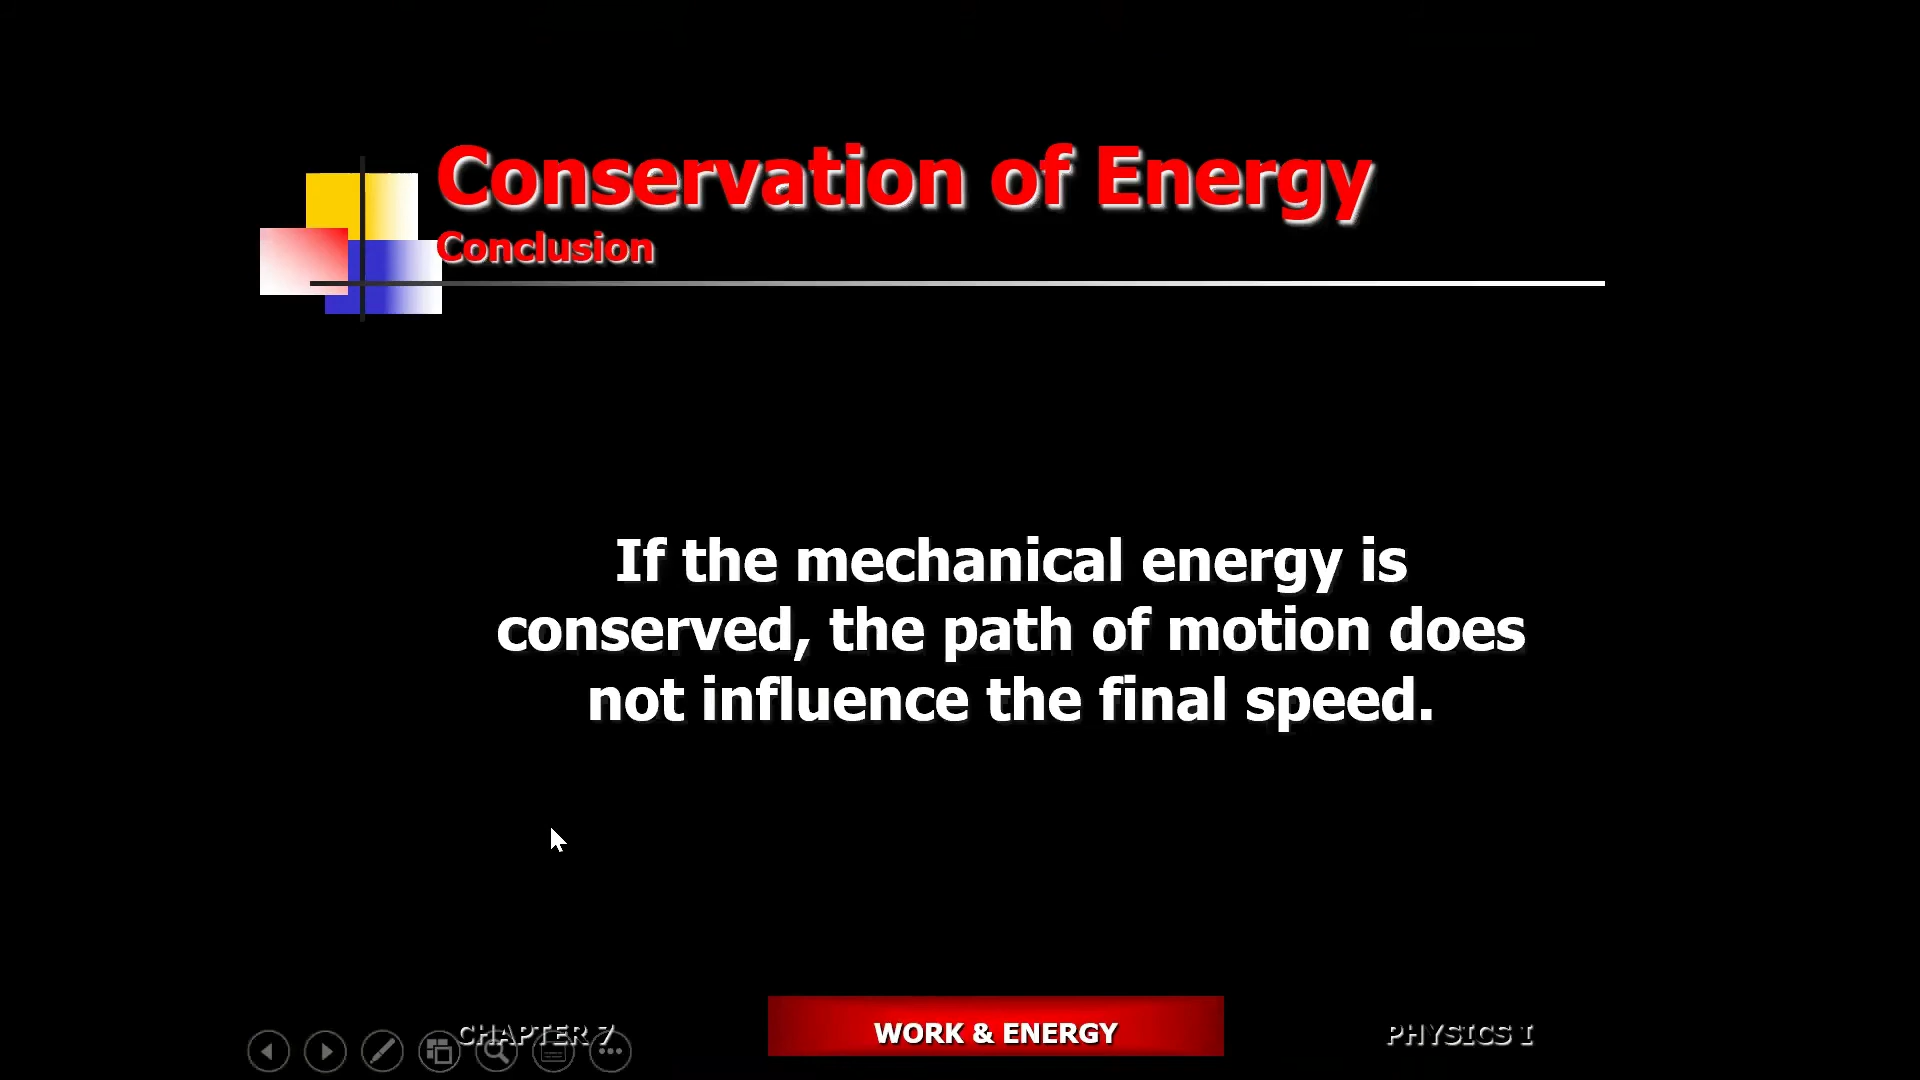 Conservation of Energy
Conclusion
If the mechanical energy is
conserved, the path of motion does
not influence the final speed.
CHAPTER 7
WORK & ENERGY
PHYSICS I